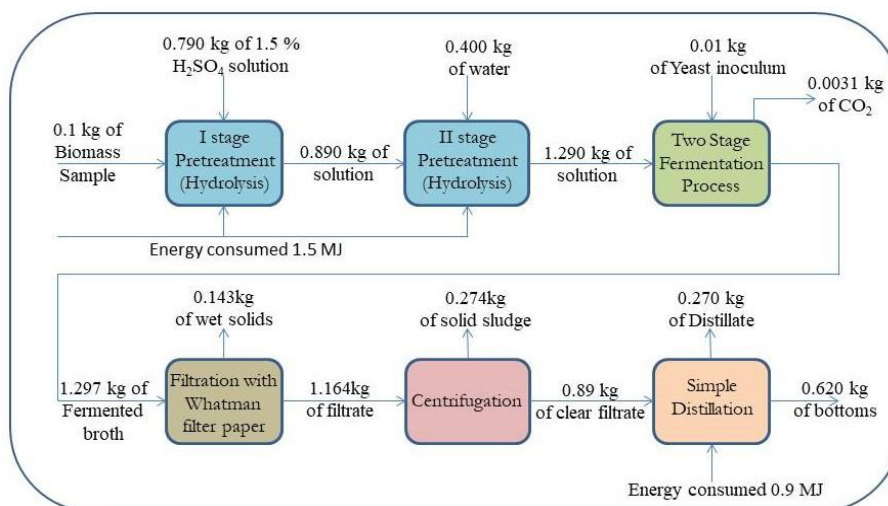 0.790 kg of 1.5 %
H₂SO₄ solution
0.400 kg
of water
0.01 kg
of Yeast inoculum
0.0031 kg
of CO₂
0.1 kg of
Biomass
Sample
I stage
Pretreatment
(Hydrolysis)
0.890 kg of
solution
II stage
Pretreatment
(Hydrolysis)
1.290 kg of
solution
Two Stage
Fermentation
Process
Energy consumed 1.5 MJ
0.143kg
of wet solids
0.274kg
of solid sludge
0.270 kg
of Distillate
1.297 kg of
Fermented
broth
Filtration with
Whatman
filter paper
1.164kg
of filtrate
Centrifugation
0.89 kg
of clear filtrate
Simple
Distillation
0.620 kg
of bottoms
Energy consumed 0.9 MJ